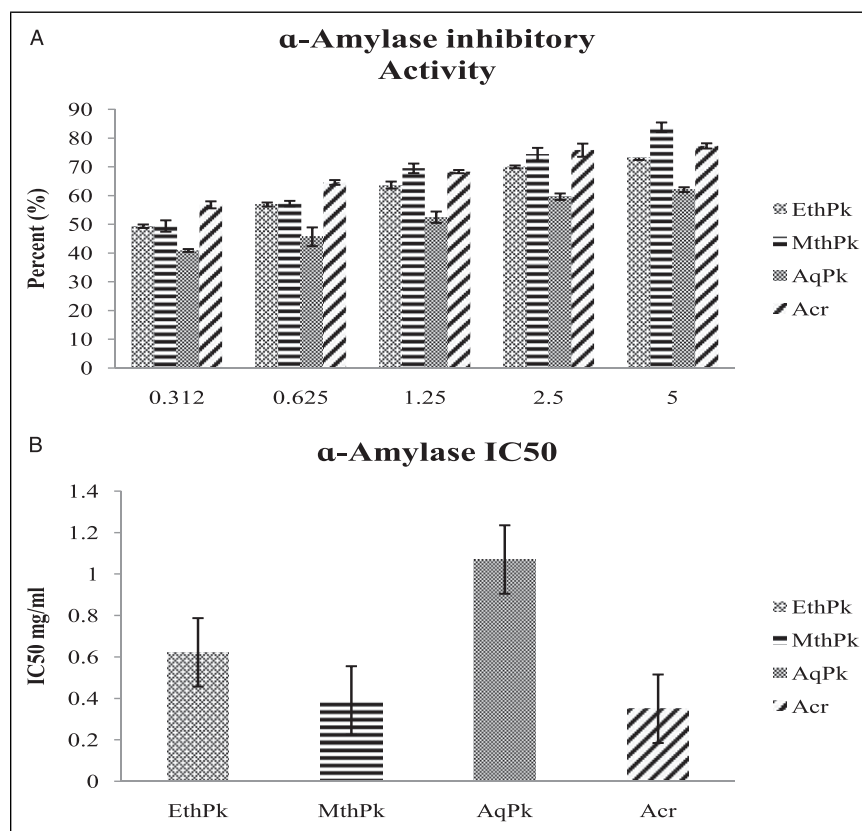 A
α-Amylase inhibitory
Activity
Percent (%)
90
80
70
60
50
40
30
20
10
0
0.312 0.625 1.25 2.5 5
EthPk
MthPk
AqPk
Acr
B
α-Amylase IC50
IC50 mg/ml
1.4
1.2
1
0.8
0.6
0.4
0.2
0
EthPk MthPk AqPk Acr
EthPk
MthPk
AqPk
Acr